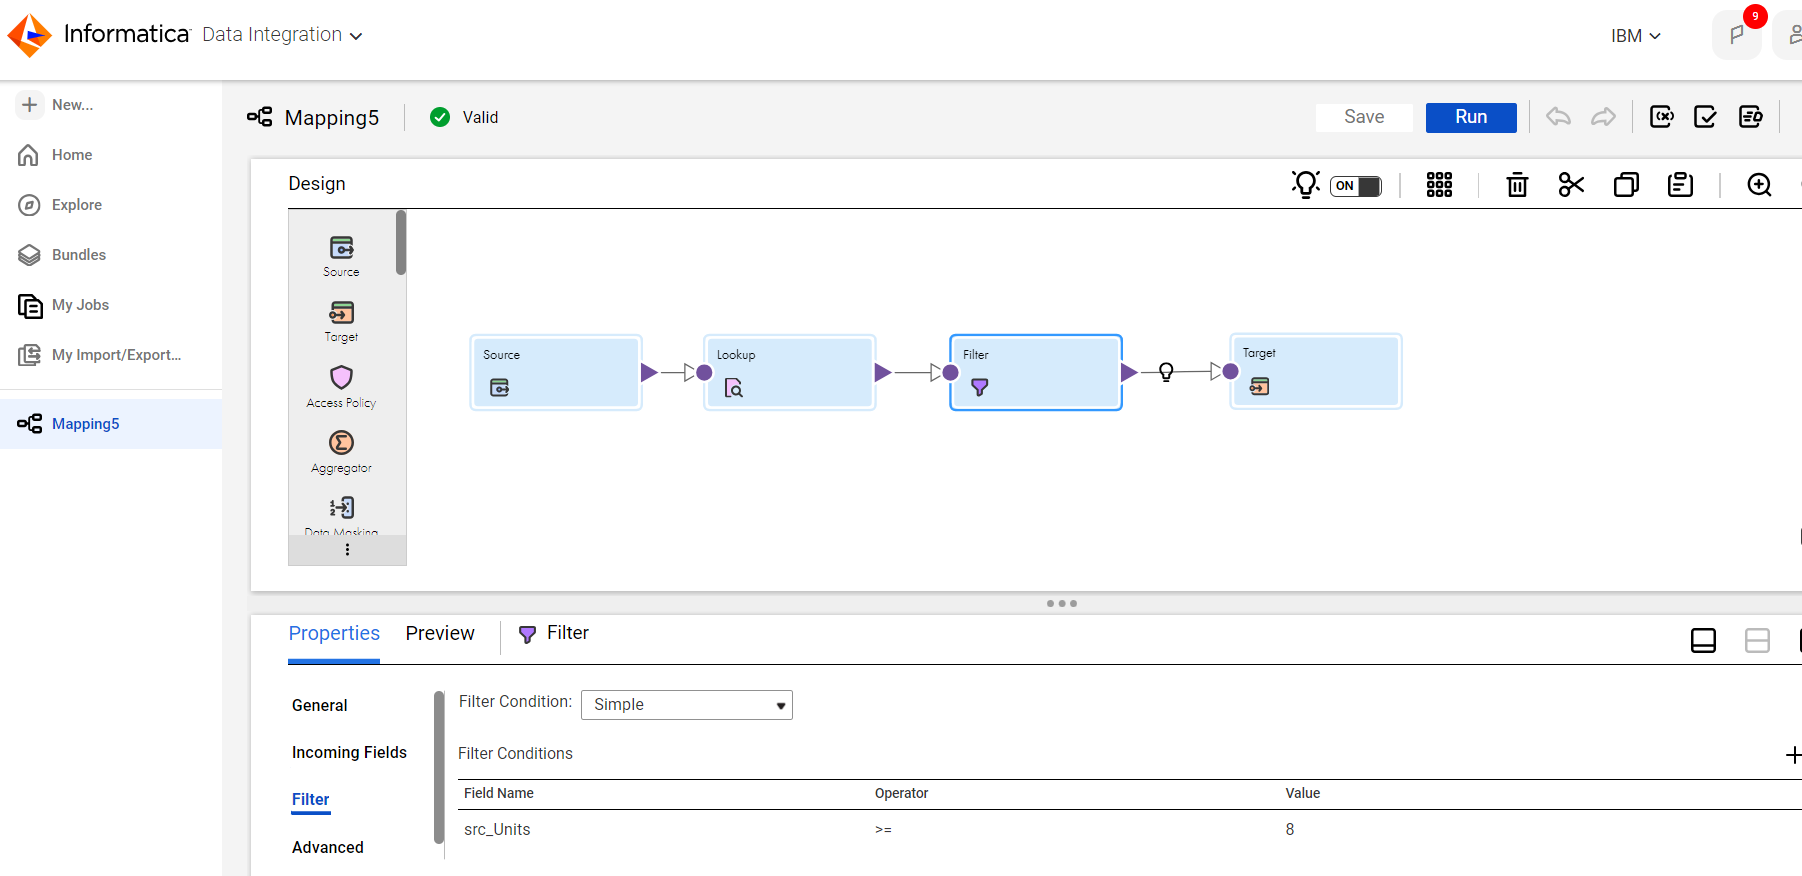 Informatica Data Integration
IBM
9
New...
Home
Explore
Bundles
My Jobs
My Import/Export...
Mapping5
Mapping5
Valid
Save
Run
Design
ON
Source
Target
Access Policy
Aggregator
Data Masking
Source
Lookup
Filter
Target
Properties
Preview
Filter
General
Incoming Fields
Filter
Advanced
Filter Condition: Simple
Filter Conditions
Field Name Operator Value
src_Units >= 8